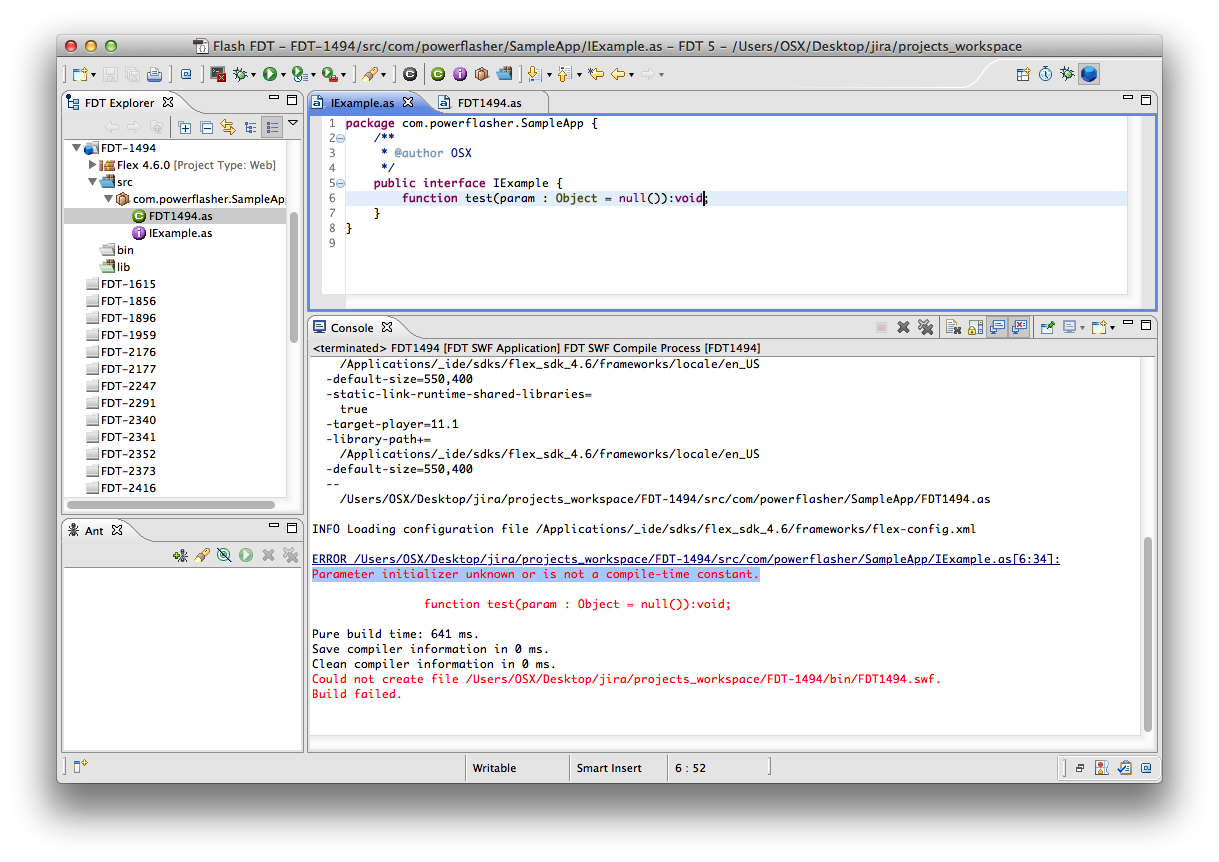 Flash FDT – FDT-1494/src/com/powerflasher/SampleApp/IExample.as – FDT 5 – /Users/OSX/Desktop/jira/projects_workspace
FDT Explorer
FDT-1494
Flex 4.6.0 [Project Type: Web]
src
com.powerflasher.SampleAp
FDT1494.as
IExample.as
bin
lib
FDT-1615
FDT-1856
FDT-1896
FDT-1959
FDT-2176
FDT-2177
FDT-2247
FDT-2291
FDT-2340
FDT-2341
FDT-2352
FDT-2373
FDT-2416
Ant
IExample.as
FDT1494.as
1 package com.powerflasher.SampleApp {
2 /**
3 * @author OSX
4 */
5 public interface IExample {
6 function test(param : Object = null()):void;
7 }
8 }
9
Console
<terminated> FDT1494 [FDT SWF Application] FDT SWF Compile Process [FDT1494]
/Applications/_ide/sdks/flex_sdk_4.6/frameworks/locale/en_US
-default-size=550,400
-static-link-runtime-shared-libraries=
true
-target-player=11.1
-library-path+=
/Applications/_ide/sdks/flex_sdk_4.6/frameworks/locale/en_US
-default-size=550,400
--
/Users/OSX/Desktop/jira/projects_workspace/FDT-1494/src/com/powerflasher/SampleApp/FDT1494.as
INFO Loading configuration file /Applications/_ide/sdks/flex_sdk_4.6/frameworks/flex-config.xml
ERROR /Users/OSX/Desktop/jira/projects_workspace/FDT-1494/src/com/powerflasher/SampleApp/IExample.as[6:34]:
Parameter initializer unknown or is not a compile-time constant.
function test(param : Object = null()):void;
Pure build time: 641 ms.
Save compiler information in 0 ms.
Clean compiler information in 0 ms.
Could not create file /Users/OSX/Desktop/jira/projects_workspace/FDT-1494/bin/FDT1494.swf.
Build failed.
Writable
Smart Insert
6 : 52